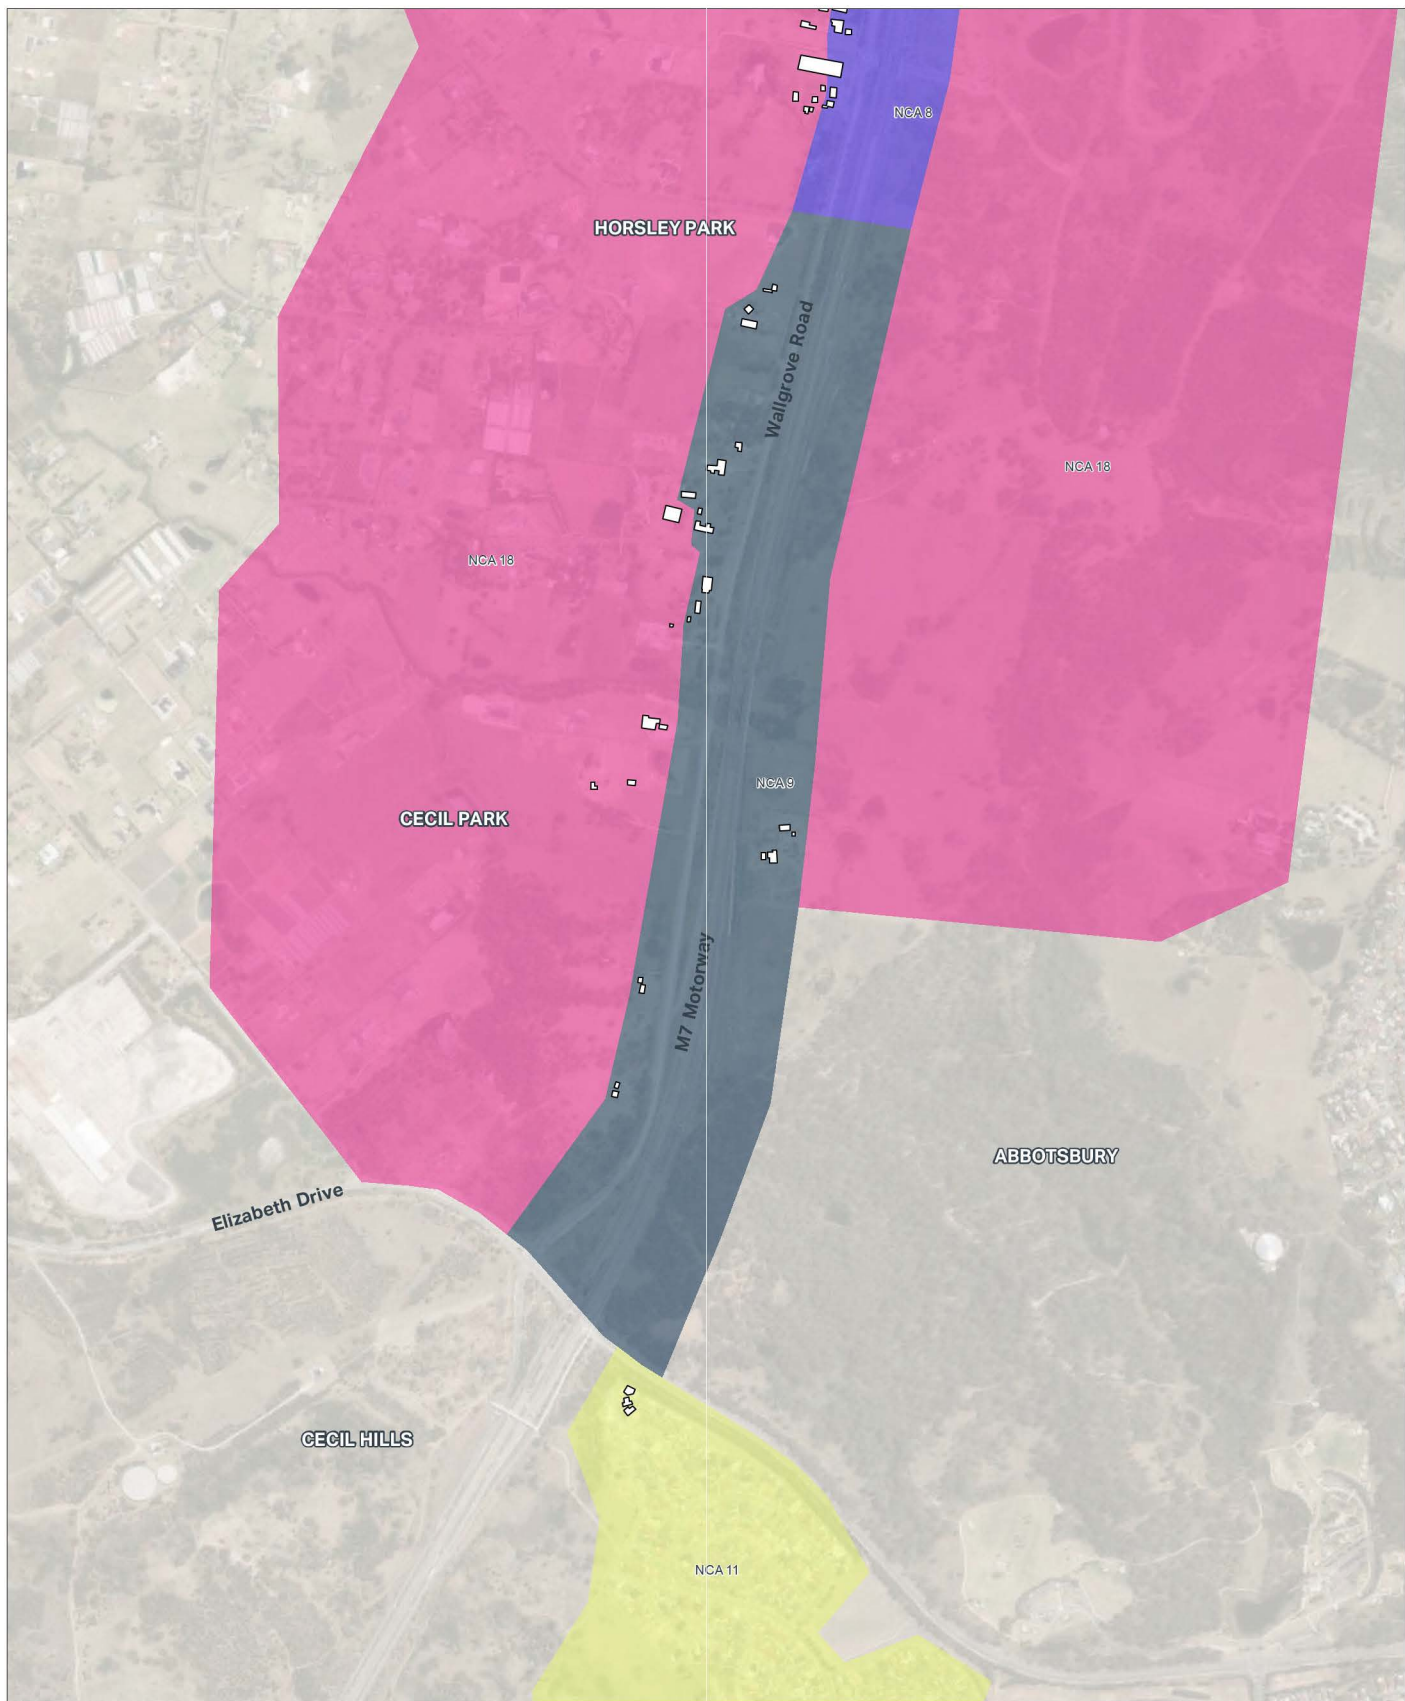 NCA 8
HORSLEY PARK
Wallgrove Road
NCA 18
NCA 18
NCA 9
CECIL PARK
M7 Motorway
ABBOTSBURY
Elizabeth Drive
CECIL HILLS
NCA 11